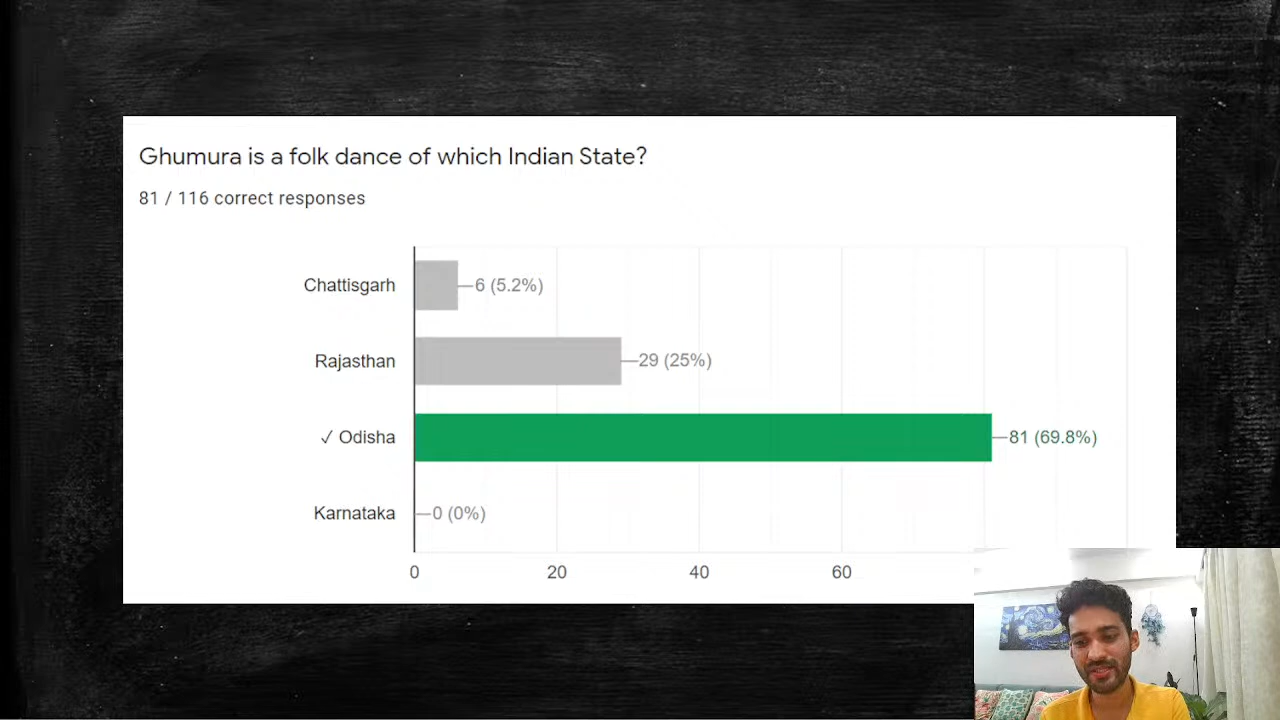 Ghumura is a folk dance of which Indian State?
81 / 116 correct responses
Chattisgarh 6 (5.2%)
Rajasthan 29 (25%)
✓ Odisha 81 (69.8%)
Karnataka 0 (0%)
0 20 40 60